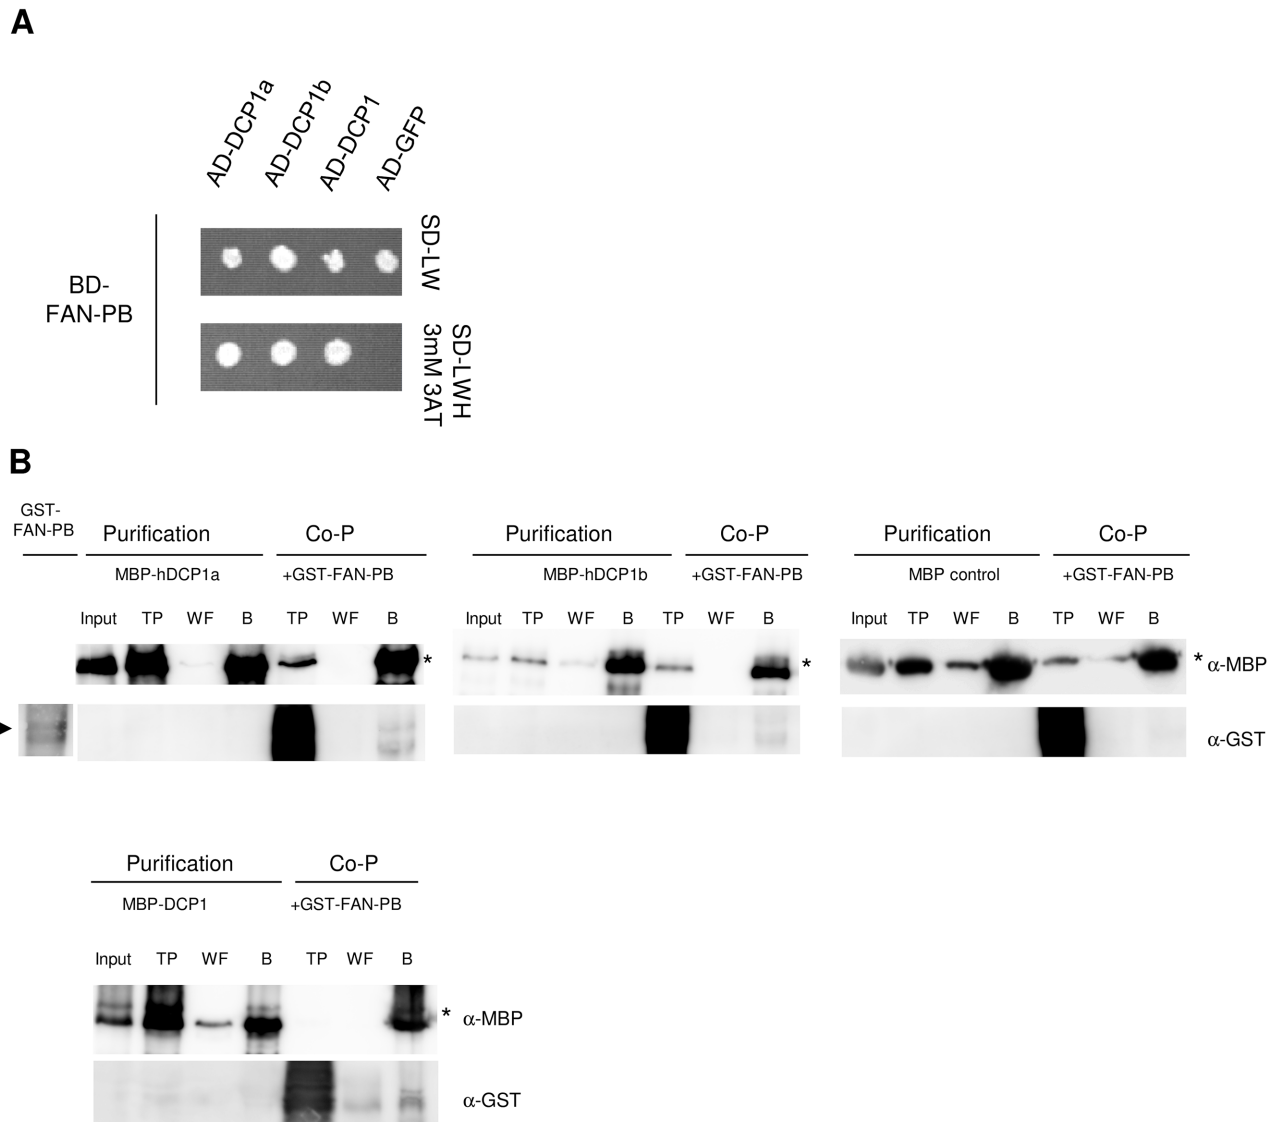 A
AD-DCP1a
AD-DCP1b
AD-DCP1
AD-GFP
BD-
FAN-PB
SD-LW
SD-LWH
3mM 3AT
B
GST-
FAN-PB
Purification
Co-P
MBP-hDCP1a
+GST-FAN-PB
Input TP WF B TP WF B
*
Purification
Co-P
MBP-hDCP1b
+GST-FAN-PB
Input TP WF B TP WF B
*
Purification
Co-P
MBP control
+GST-FAN-PB
Input TP WF B TP WF B
* α-MBP
α-GST
Purification
Co-P
MBP-DCP1
+GST-FAN-PB
Input TP WF B TP WF B
* α-MBP
α-GST